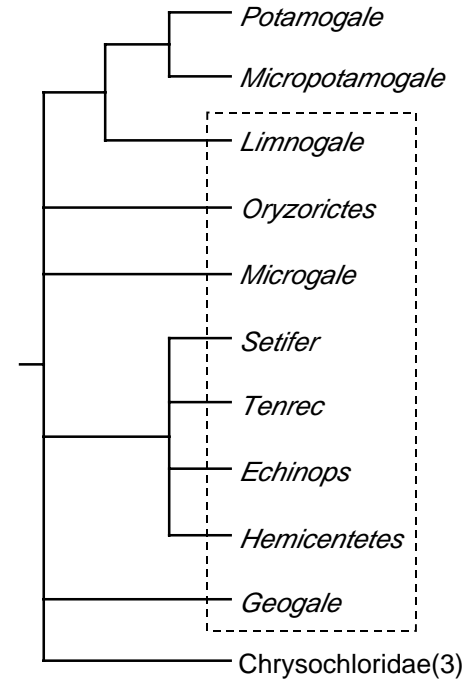 Potamogale
Micropotamogale
Limnogale
Oryzorictes
Microgale
Setifer
Tenrec
Echinops
Hemicentetes
Geogale
Chrysochloridae(3)